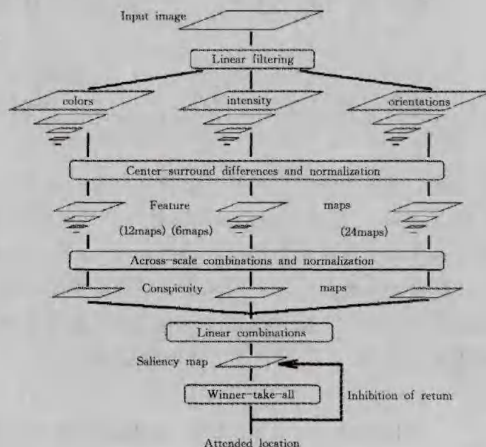 Input image
Linear filtering
colors intensity orientations
Center-surround differences and normalization
Feature maps
(12maps) (6maps) (24maps)
Across-scale combinations and normalization
Conspicuity maps
Linear combinations
Saliency map
Winner-take-all Inhibition of return
Attended location